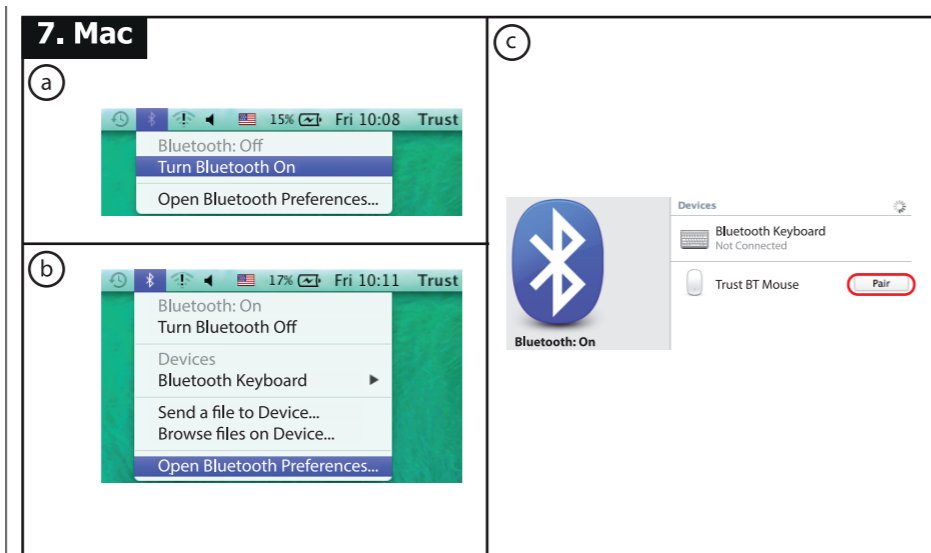 7. Mac
a
15% Fri 10:08 Trust
Bluetooth: Off
Turn Bluetooth On
Open Bluetooth Preferences...
b
17% Fri 10:11 Trust
Bluetooth: On
Turn Bluetooth Off
Devices
Bluetooth Keyboard
Send a file to Device...
Browse files on Device...
Open Bluetooth Preferences...
c
Devices
Bluetooth Keyboard
Not Connected
Trust BT Mouse Pair
Bluetooth: On